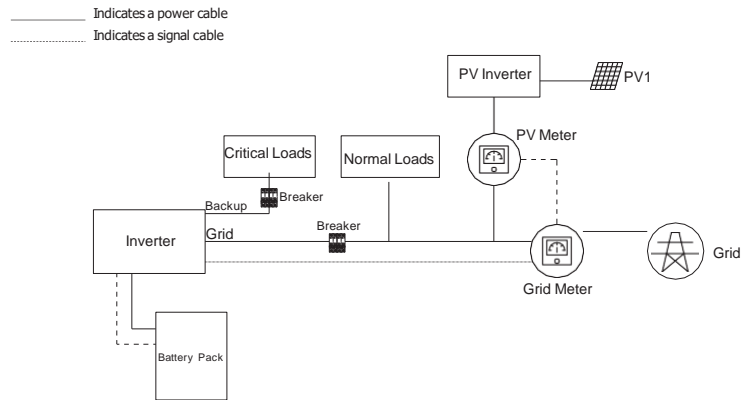 Indicates a power cable
Indicates a signal cable
PV Inverter
PV1
PV Meter
Critical Loads
Normal Loads
Breaker
Backup
Breaker
Grid
Inverter
Grid
Grid Meter
Battery Pack